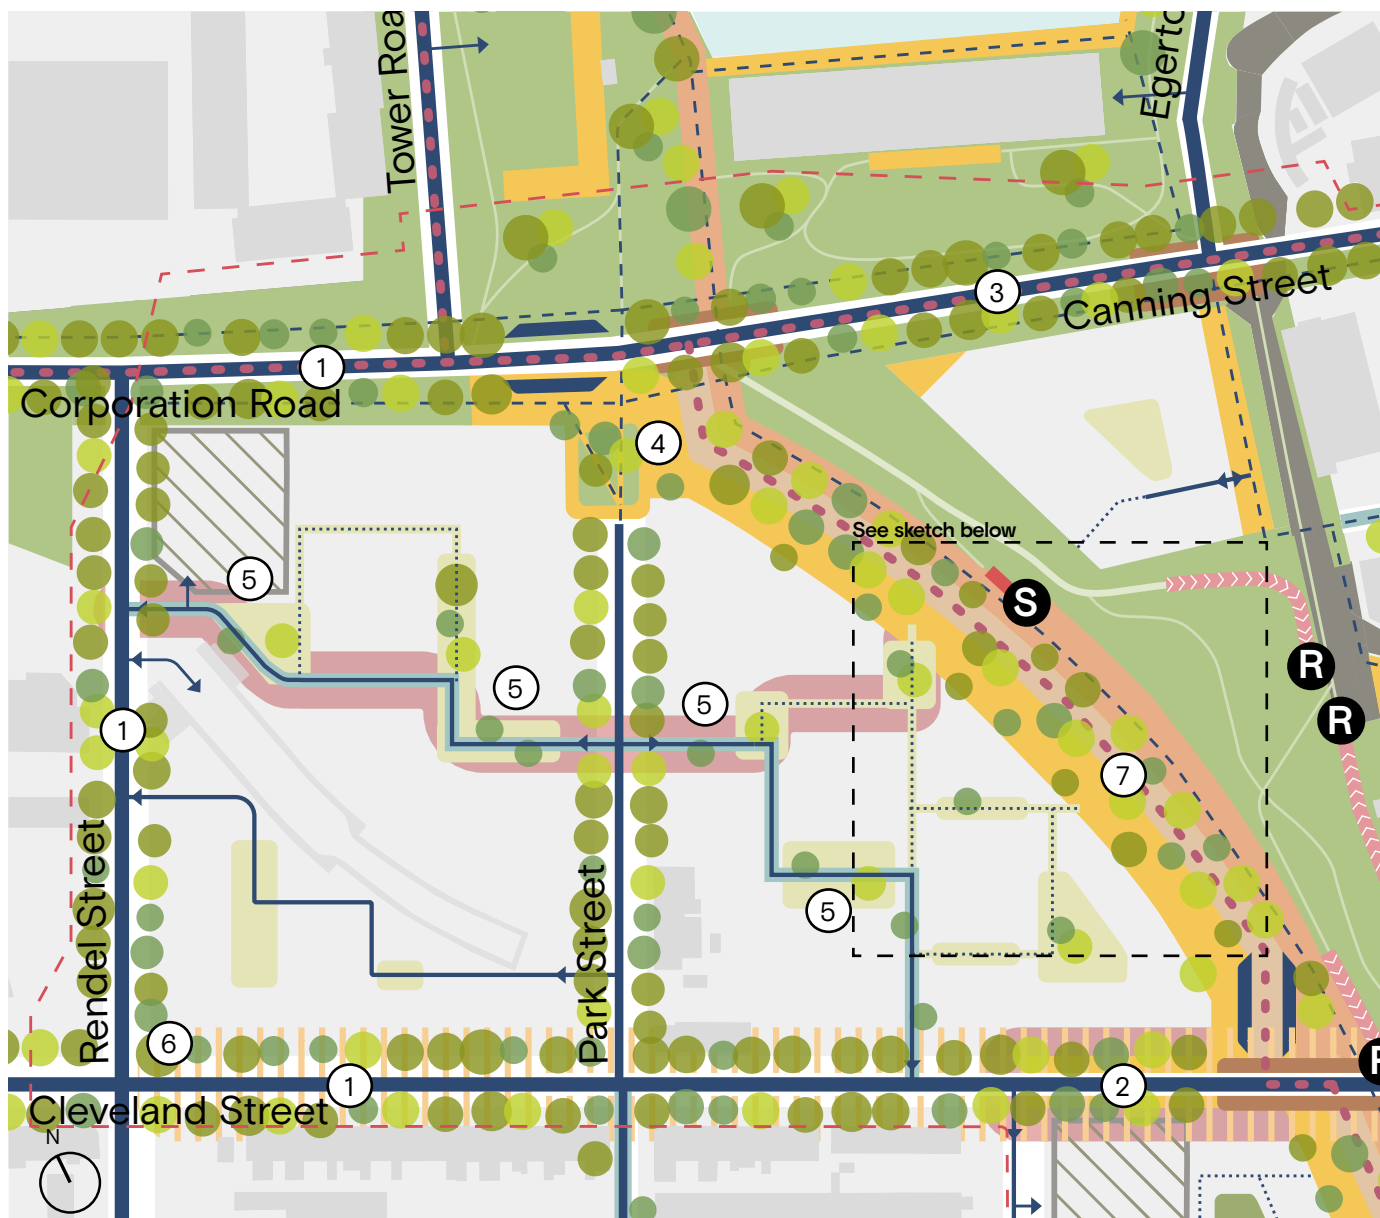 Tower Roa
Egerto
3
Canning Street
1
Corporation Road
4
See sketch below
5
S
R
5
5
R
1
7
Rendel Street
5
Park Street
6
1
2
Cleveland Street
N